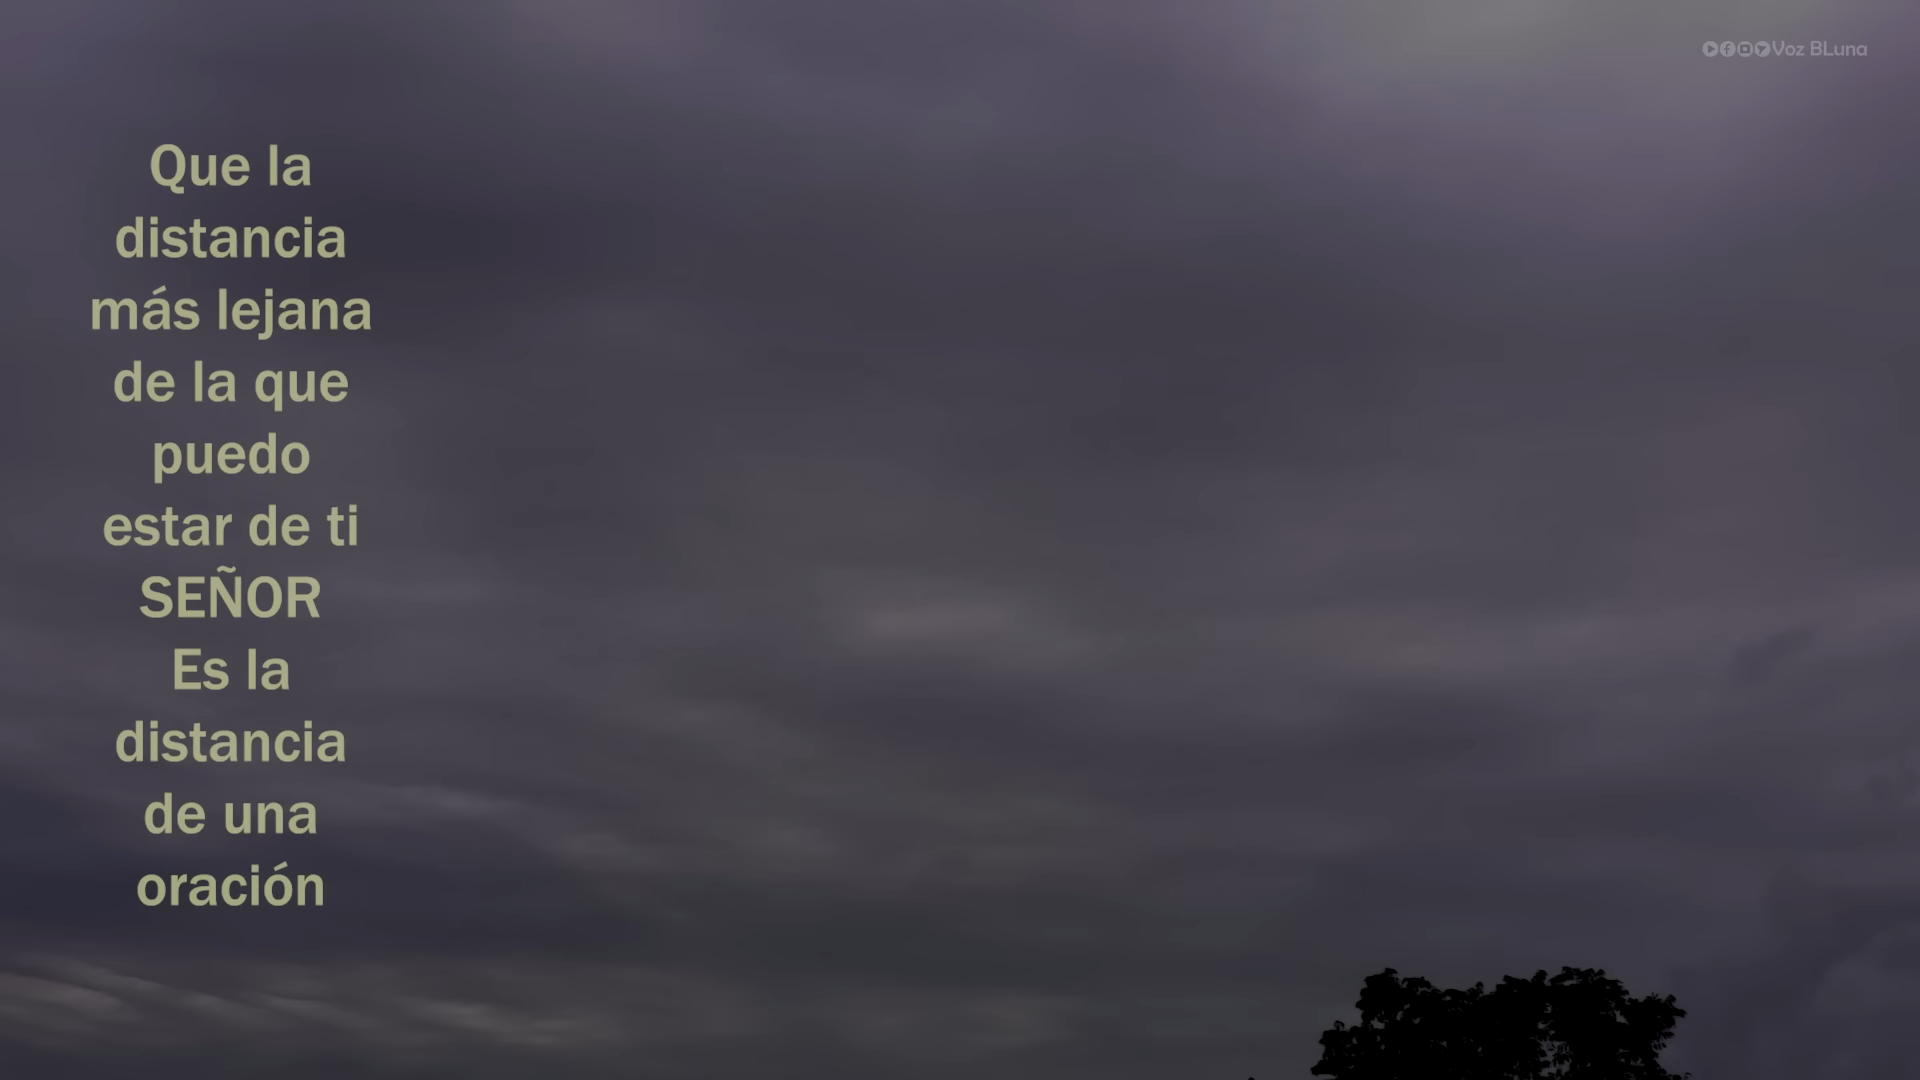 Voz BLuna
Que la
distancia
más lejana
de la que
puedo
estar de ti
SEÑOR
Es la
distancia
de una
oración